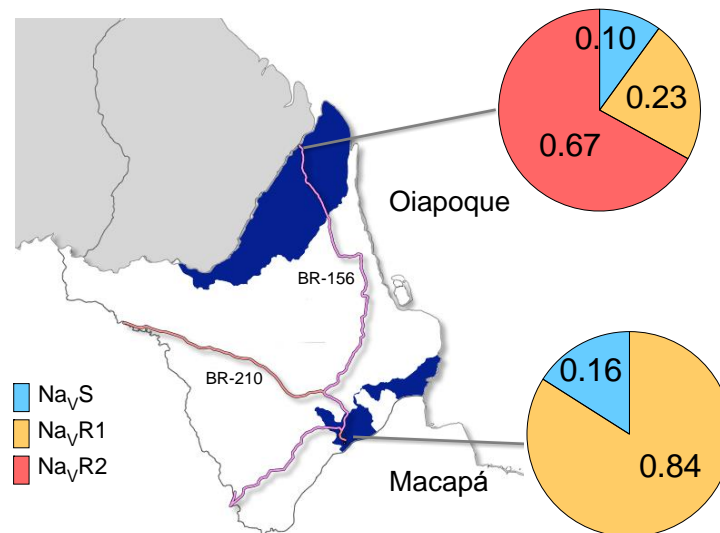 0.10
0.23
0.67
Oiapoque
BR-156
BR-210
0.16
0.84
NaVS
NaVR1
NaVR2
Macapá